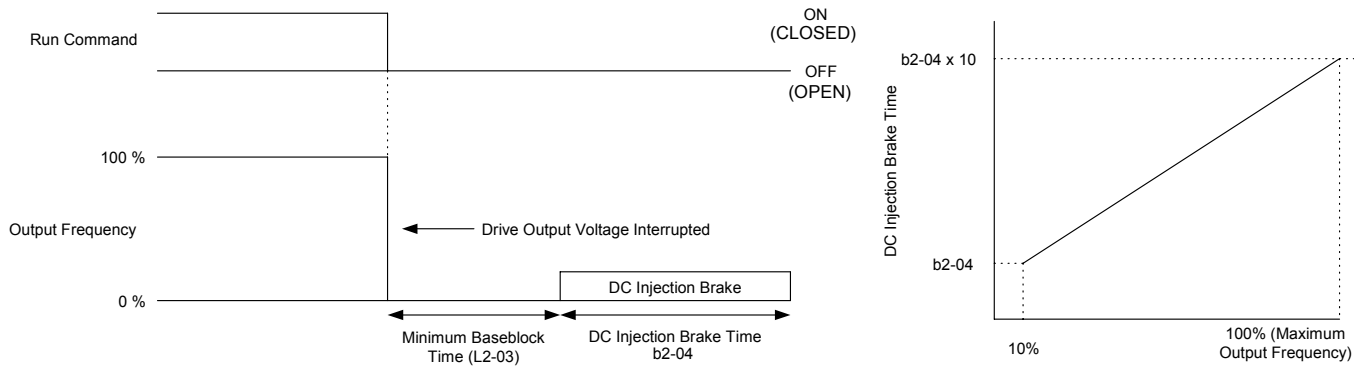 Run Command
ON
(CLOSED)
OFF
(OPEN)
100 %
Output Frequency
Drive Output Voltage Interrupted
0 %
DC Injection Brake
Minimum Baseblock
Time (L2-03)
DC Injection Brake Time
b2-04
DC Injection Brake Time
b2-04 x 10
b2-04
10%
100% (Maximum
Output Frequency)